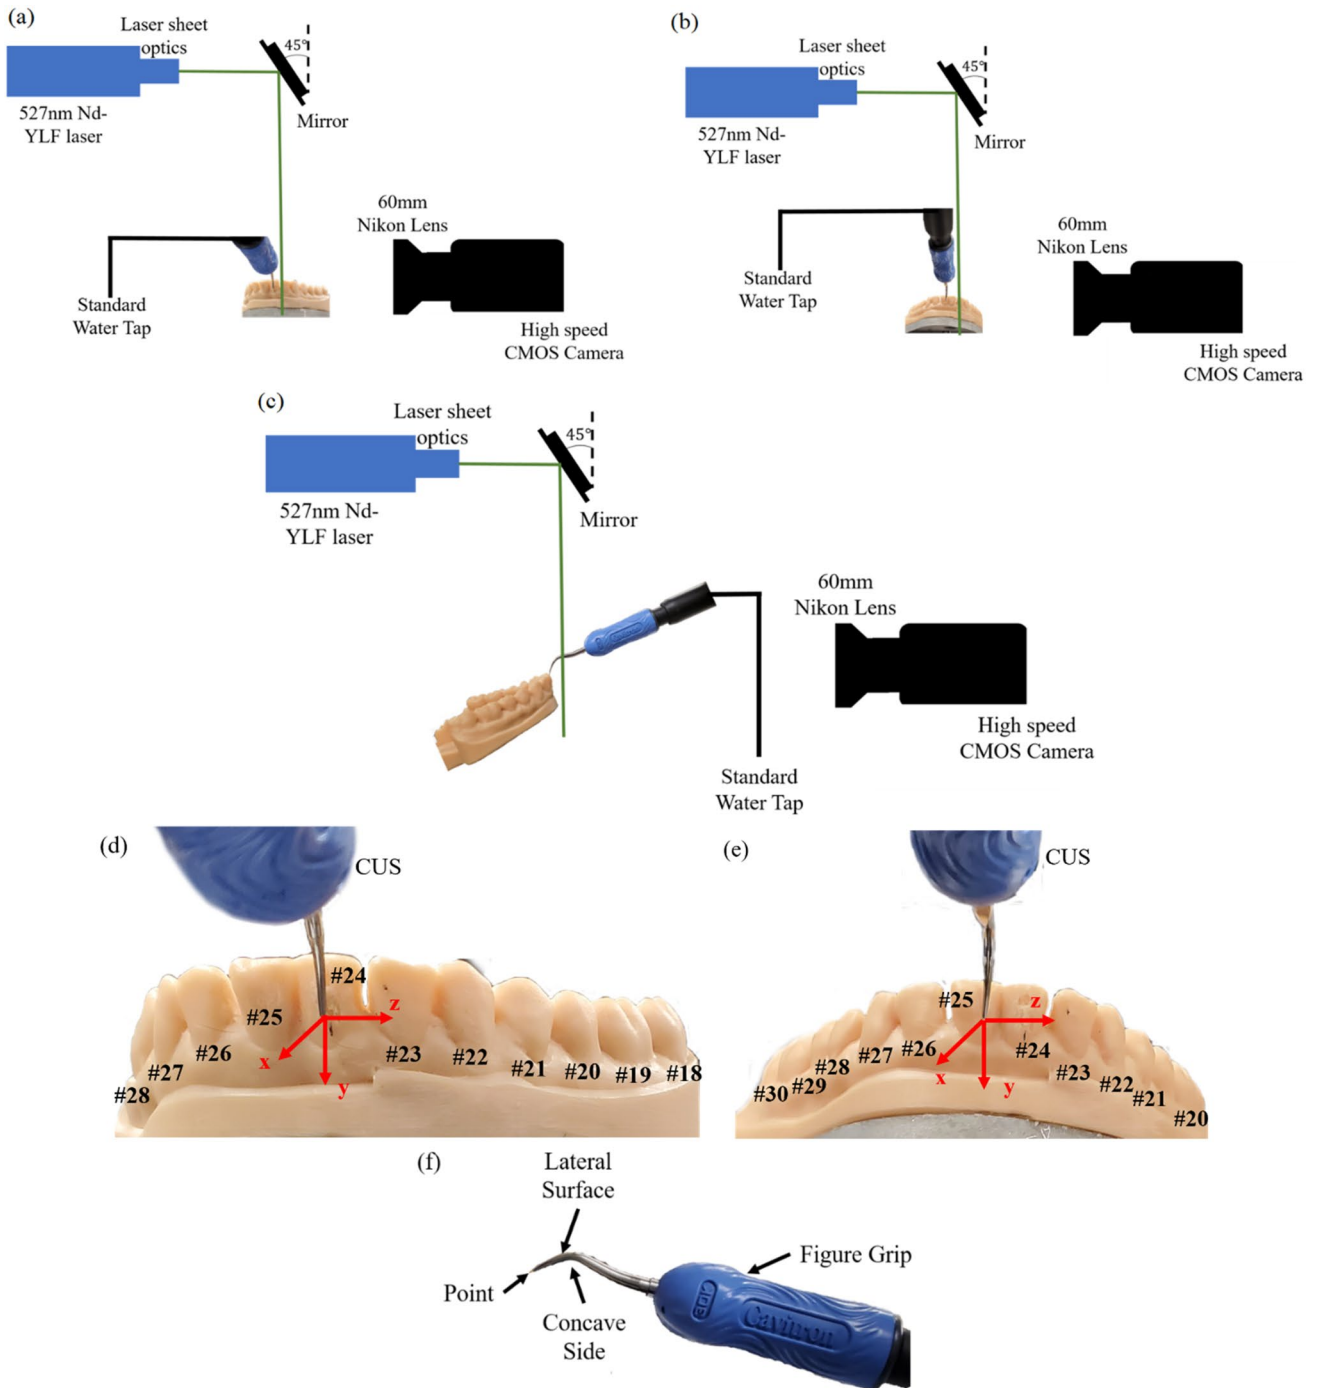 (a)
Laser sheet
optics
45°
527nm Nd-
YLF laser
Mirror
60mm
Nikon Lens
Standard
Water Tap
High speed
CMOS Camera
(b)
Laser sheet
optics
45°
527nm Nd-
YLF laser
Mirror
60mm
Nikon Lens
Standard
Water Tap
High speed
CMOS Camera
(c)
Laser sheet
optics
45°
527nm Nd-
YLF laser
Mirror
Cavitron
60mm
Nikon Lens
High speed
CMOS Camera
Standard
Water Tap
(d)
CUS
#24
z
#25
x
y
#26
#27
#28
#23
#22
#21
#20
#19
#18
(e)
CUS
#25
z
#24
x
y
#26
#27
#28
#29
#30
#23
#22
#21
#20
(f)
Lateral
Surface
Figure Grip
Point
Concave
Side
Cavitron